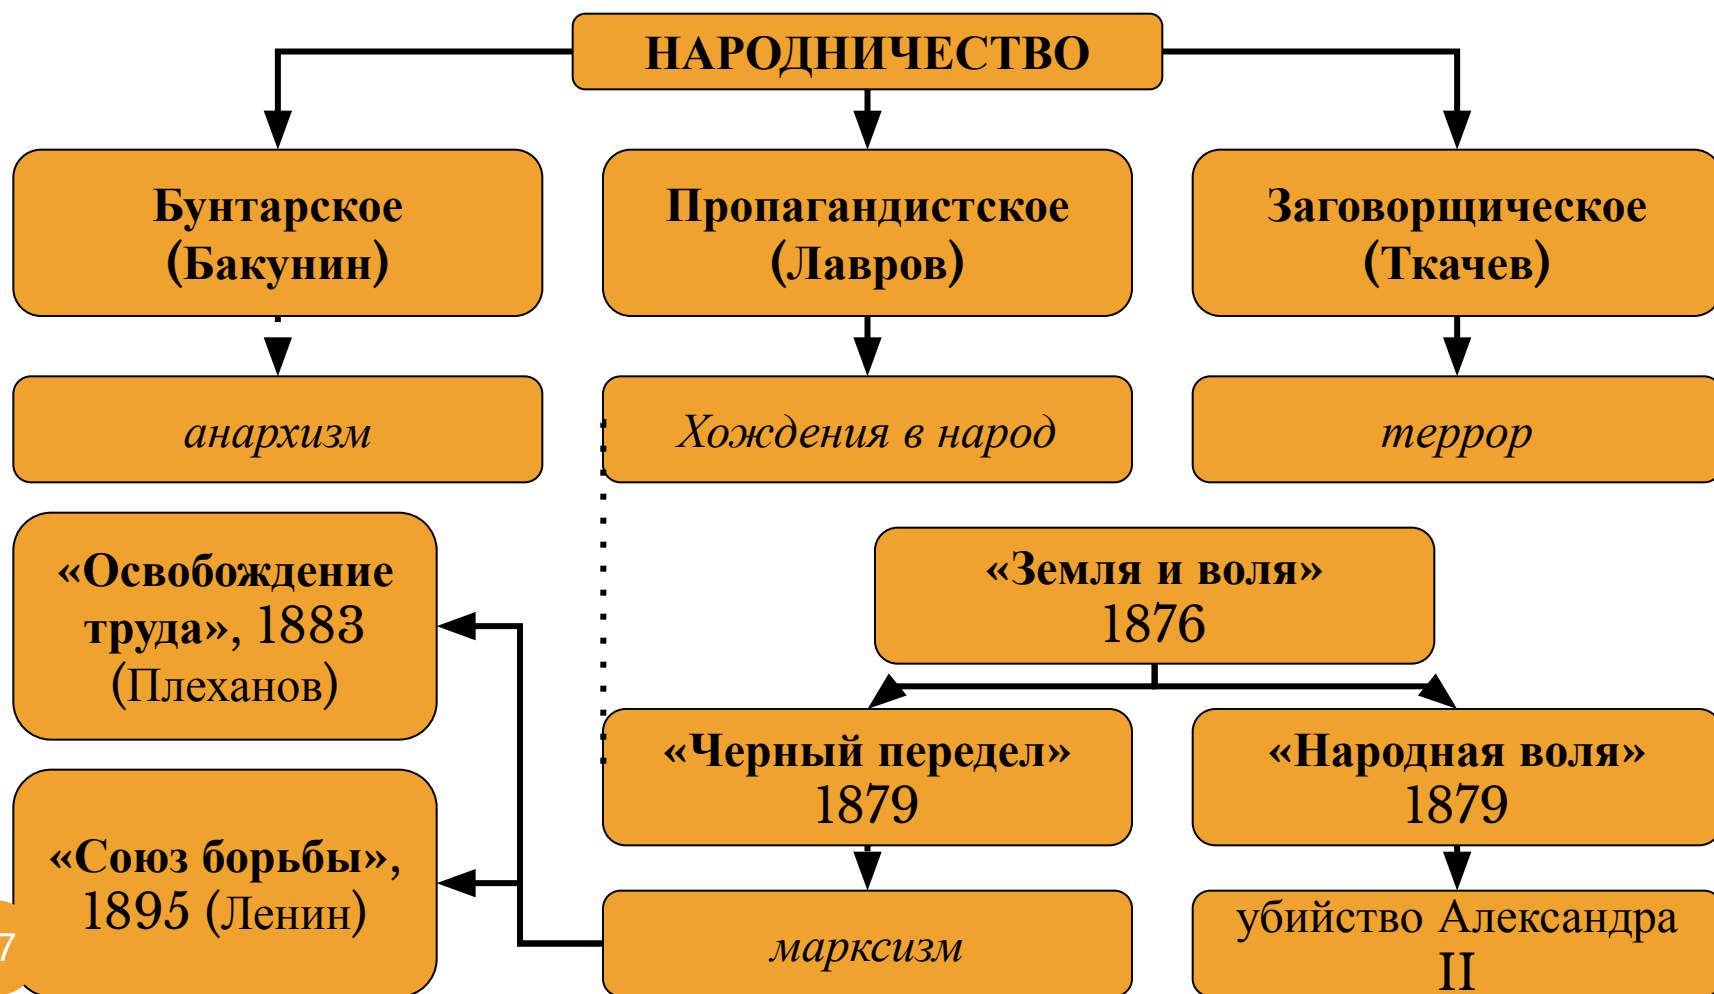 НАРОДНИЧЕСТВО
Бунтарское
(Бакунин)
Пропагандистское
(Лавров)
Заговорщическое
(Ткачев)
анархизм
Хождения в народ
террор
«Освобождение
труда», 1883
(Плеханов)
«Земля и воля»
1876
«Черный передел»
1879
«Народная воля»
1879
«Союз борьбы»,
1895 (Ленин)
марксизм
убийство Александра
II
7